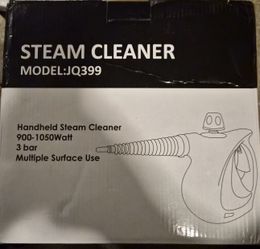 STEAM CLEANER
MODEL:JQ399
Handheld Steam Cleaner
900-1050Watt
3 bar
Multiple Surface Use